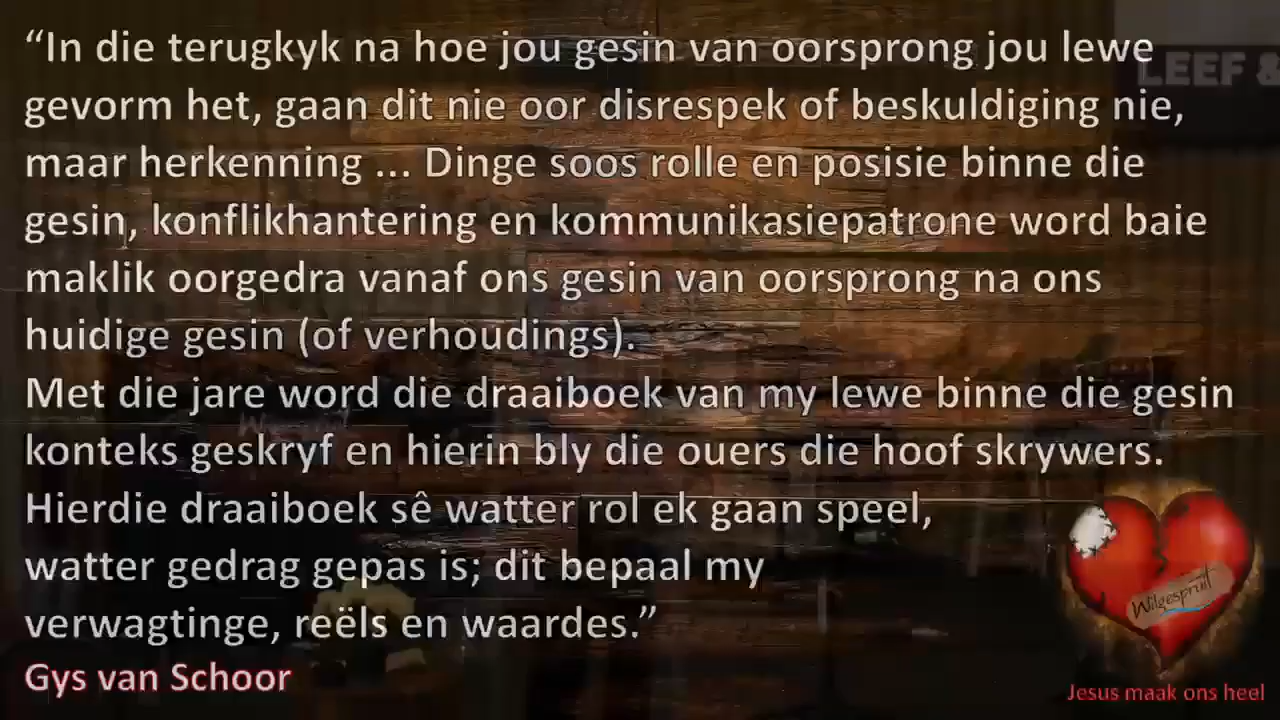 “In die terugkyk na hoe jou gesin van oorsprong jou lewe
LEEF &
gevorm het, gaan dit nie oor disrespek of beskuldiging nie,
maar herkenning ... Dinge soos rolle en posisie binne die
gesin, konflikhantering en kommunikasiepatrone word baie
maklik oorgedra vanaf ons gesin van oorsprong na ons
huidige gesin (of verhoudings).
Met die jare word die draaiboek van my lewe binne die gesin
konteks geskryf en hierin bly die ouers die hoof skrywers.
Hierdie draaiboek sê watter rol ek gaan speel,
watter gedrag gepas is; dit bepaal my
verwagtinge, reëls en waardes.”
Gys van Schoor
Wilgespruit
Jesus maak ons heel